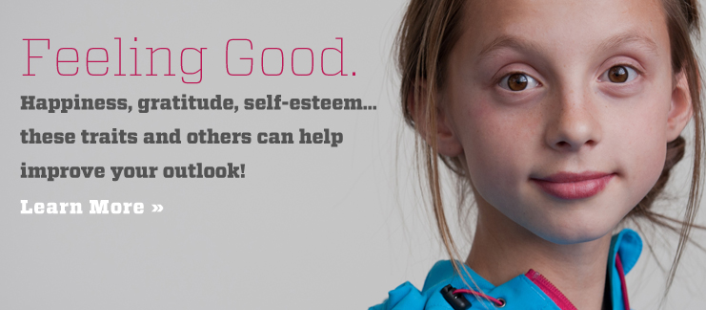 Feeling Good.
Happiness, gratitude, self-esteem...
these traits and others can help
improve your outlook!
Learn More »